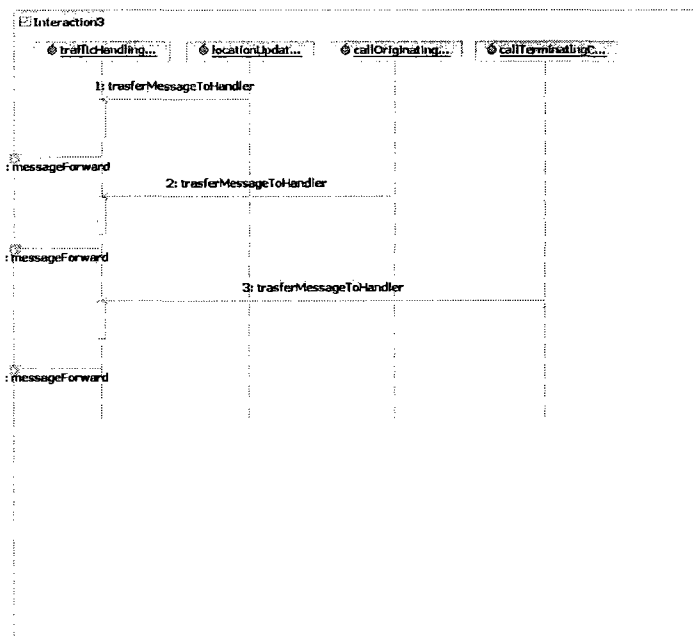 Interaction3
trafficHandling...
locationUpdat...
callOriginating...
callTerminatingC...
1: trasferMessageToHandler
: messageForward
2: trasferMessageToHandler
: messageForward
3: trasferMessageToHandler
: messageForward